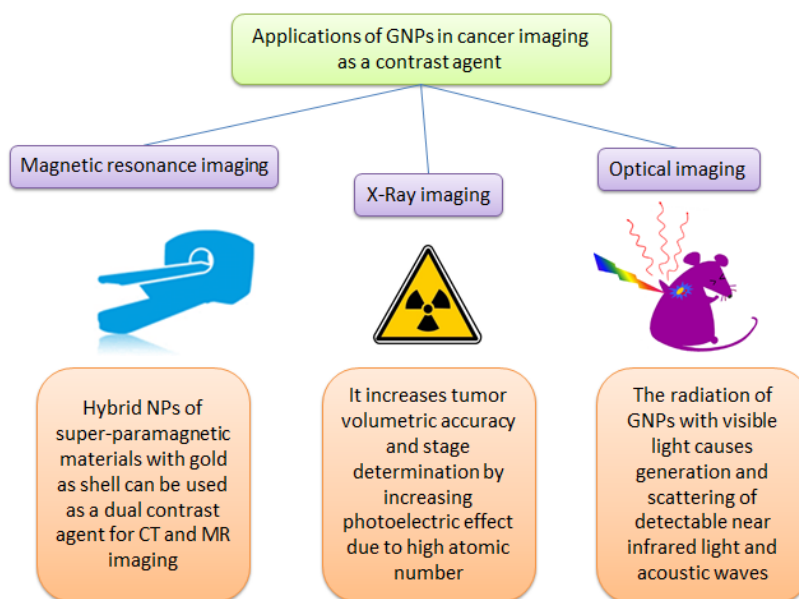 Applications of GNPs in cancer imaging
as a contrast agent
Magnetic resonance imaging
X-Ray imaging
Optical imaging
Hybrid NPs of
super-paramagnetic
materials with gold
as shell can be used
as a dual contrast
agent for CT and MR
imaging
It increases tumor
volumetric accuracy
and stage
determination by
increasing
photoelectric effect
due to high atomic
number
The radiation of
GNPs with visible
light causes
generation and
scattering of
detectable near
infrared light and
acoustic waves